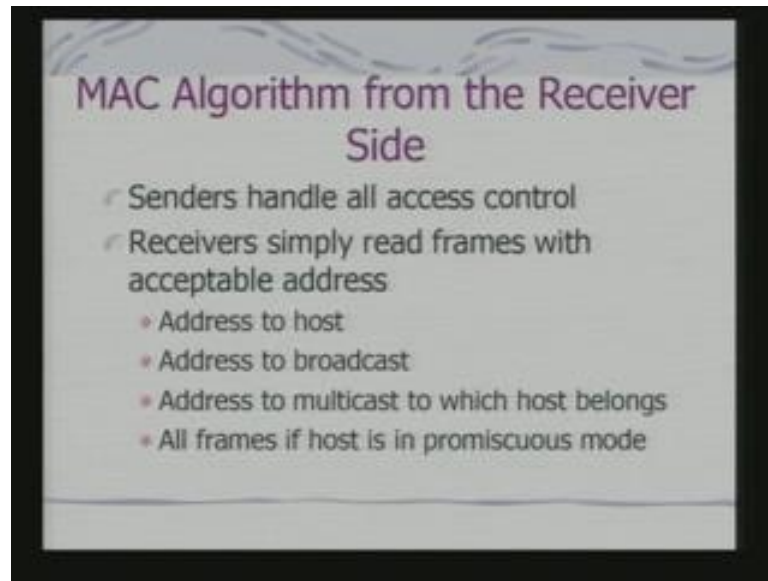 MAC Algorithm from the Receiver
Side
Senders handle all access control
Receivers simply read frames with
acceptable address
Address to host
Address to broadcast
Address to multicast to which host belongs
All frames if host is in promiscuous mode